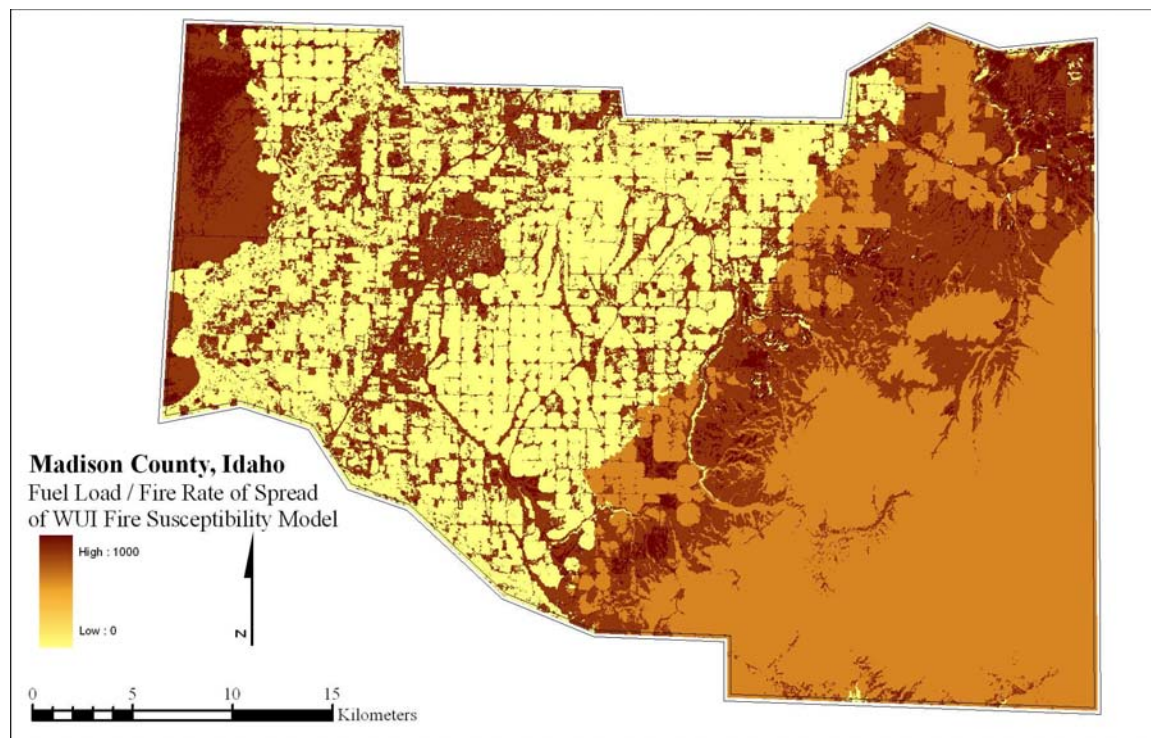 Madison County, Idaho
Fuel Load / Fire Rate of Spread
of WUI Fire Susceptibility Model
High : 1000
Low : 0
N
0 5 10 15
Kilometers